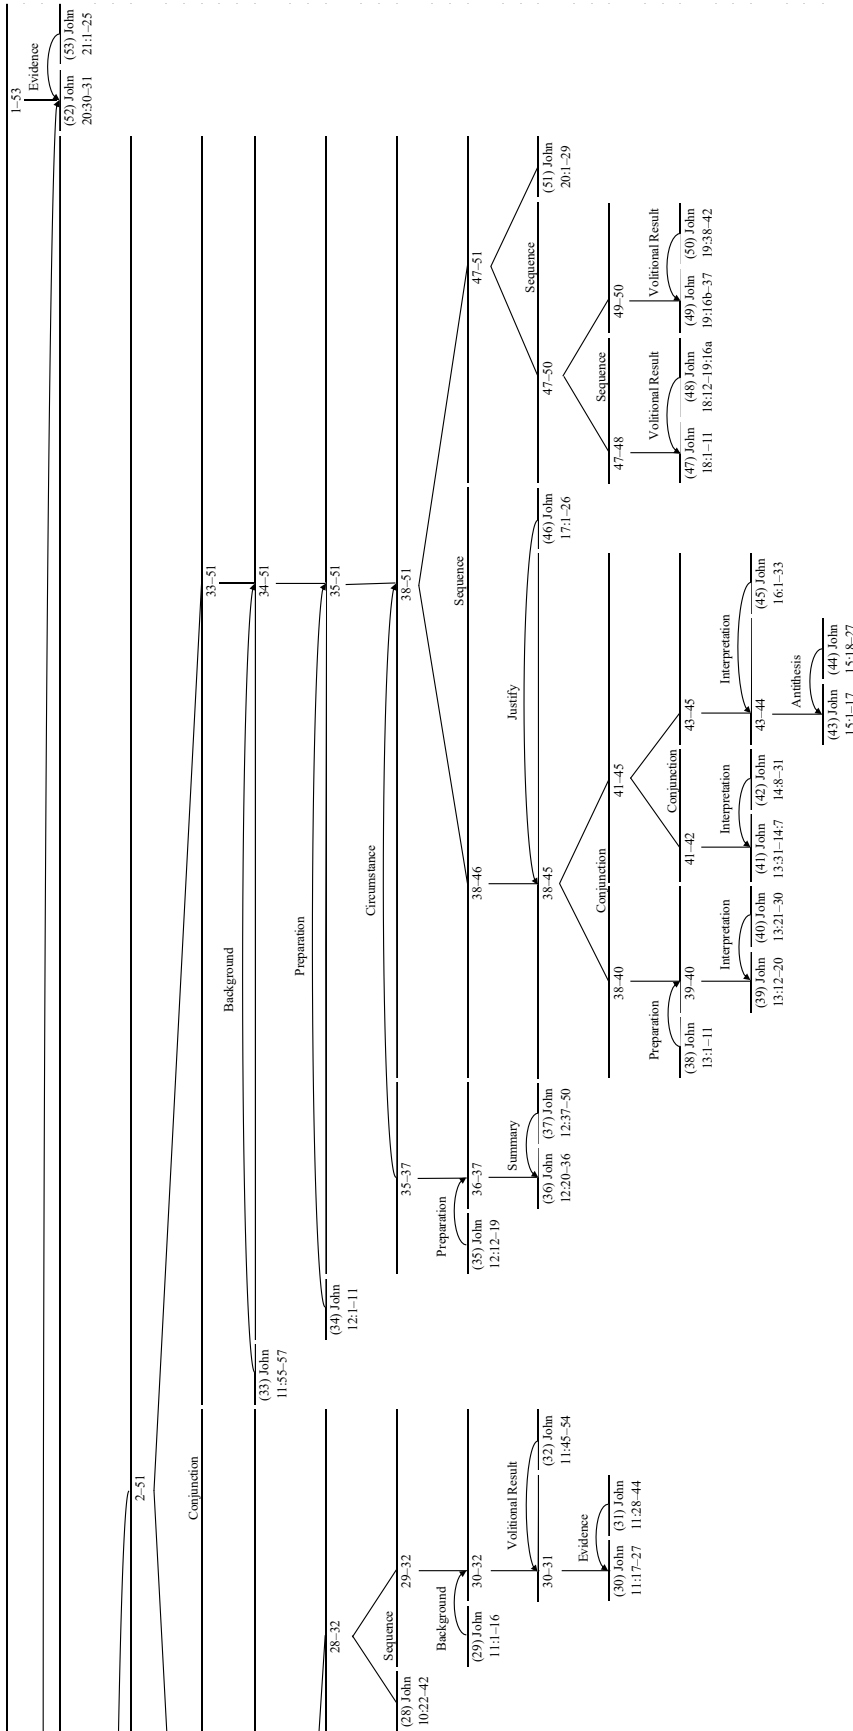 1–53
Evidence
(52) John
20:30–31
(53) John
21:1–25
2–51
Conjunction
33–51
Background
(33) John
11:55–57
34–51
Preparation
28–32
(34) John
12:1–11
35–51
Circumstance
Sequence
(28) John
10:22–42
29–32
35–37
38–51
Background
Preparation
Sequence
(29) John
11:1–16
30–32
(35) John
12:12–19
36–37
38–46
47–51
Volitional Result
Summary
Justify
Sequence
30–31
(32) John
11:45–54
(36) John
12:20–36
(37) John
12:37–50
38–45
(46) John
17:1–26
47–50
(51) John
20:1–29
Evidence
Conjunction
Sequence
(30) John
11:17–27
(31) John
11:28–44
38–40
41–45
47–48
49–50
Preparation
Conjunction
Volitional Result
Volitional Result
(38) John
13:1–11
39–40
41–42
43–45
(47) John
18:1–11
(48) John
18:12–19:16a
(49) John
19:16b–37
(50) John
19:38–42
Interpretation
Interpretation
Interpretation
(39) John
13:12–20
(40) John
13:21–30
(41) John
13:31–14:7
(42) John
14:8–31
43–44
(45) John
16:1–33
Antithesis
(43) John
15:1–17
(44) John
15:18–27